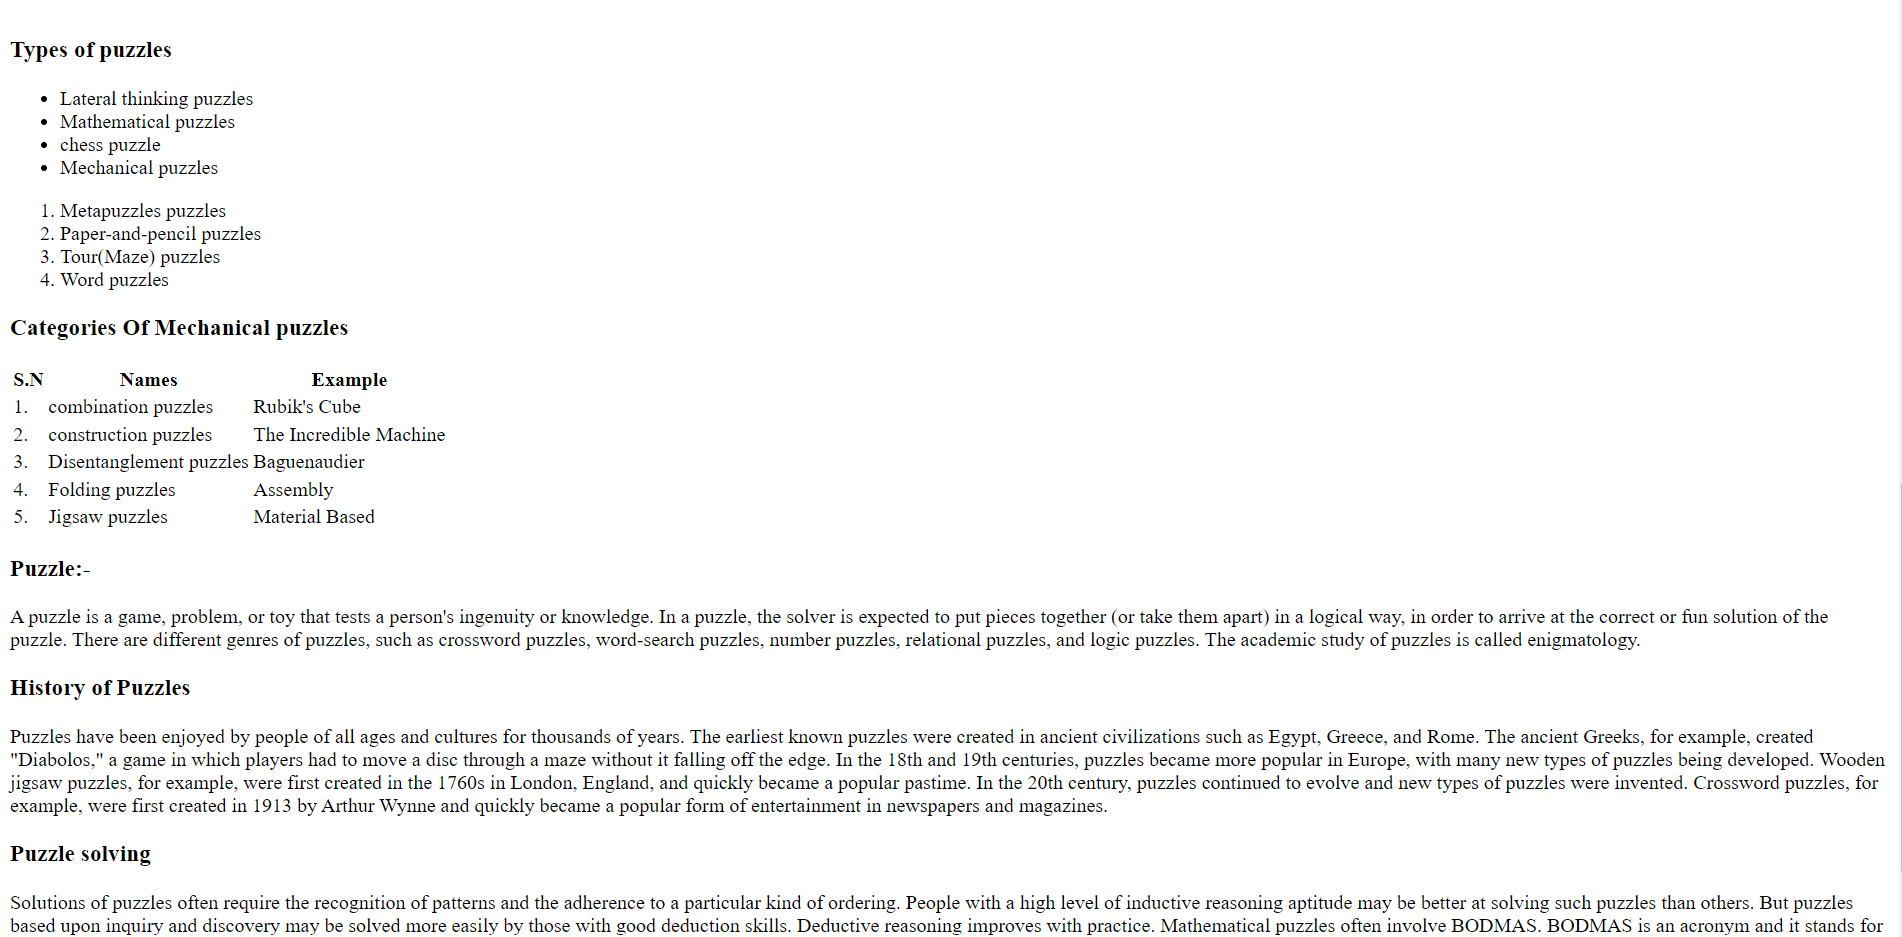 Types of puzzles
• Lateral thinking puzzles
• Mathematical puzzles
• chess puzzle
• Mechanical puzzles
1. Metapuzzles puzzles
2. Paper-and-pencil puzzles
3. Tour(Maze) puzzles
4. Word puzzles
Categories Of Mechanical puzzles
S.N Names Example
1. combination puzzles Rubik's Cube
2. construction puzzles The Incredible Machine
3. Disentanglement puzzles Baguenaudier
4. Folding puzzles Assembly
5. Jigsaw puzzles Material Based
Puzzle:-
A puzzle is a game, problem, or toy that tests a person's ingenuity or knowledge. In a puzzle, the solver is expected to put pieces together (or take them apart) in a logical way, in order to arrive at the correct or fun solution of the
puzzle. There are different genres of puzzles, such as crossword puzzles, word-search puzzles, number puzzles, relational puzzles, and logic puzzles. The academic study of puzzles is called enigmatology.
History of Puzzles
Puzzles have been enjoyed by people of all ages and cultures for thousands of years. The earliest known puzzles were created in ancient civilizations such as Egypt, Greece, and Rome. The ancient Greeks, for example, created
"Diabolos," a game in which players had to move a disc through a maze without it falling off the edge. In the 18th and 19th centuries, puzzles became more popular in Europe, with many new types of puzzles being developed. Wooden
jigsaw puzzles, for example, were first created in the 1760s in London, England, and quickly became a popular pastime. In the 20th century, puzzles continued to evolve and new types of puzzles were invented. Crossword puzzles, for
example, were first created in 1913 by Arthur Wynne and quickly became a popular form of entertainment in newspapers and magazines.
Puzzle solving
Solutions of puzzles often require the recognition of patterns and the adherence to a particular kind of ordering. People with a high level of inductive reasoning aptitude may be better at solving such puzzles than others. But puzzles
based upon inquiry and discovery may be solved more easily by those with good deduction skills. Deductive reasoning improves with practice. Mathematical puzzles often involve BODMAS. BODMAS is an acronym and it stands for